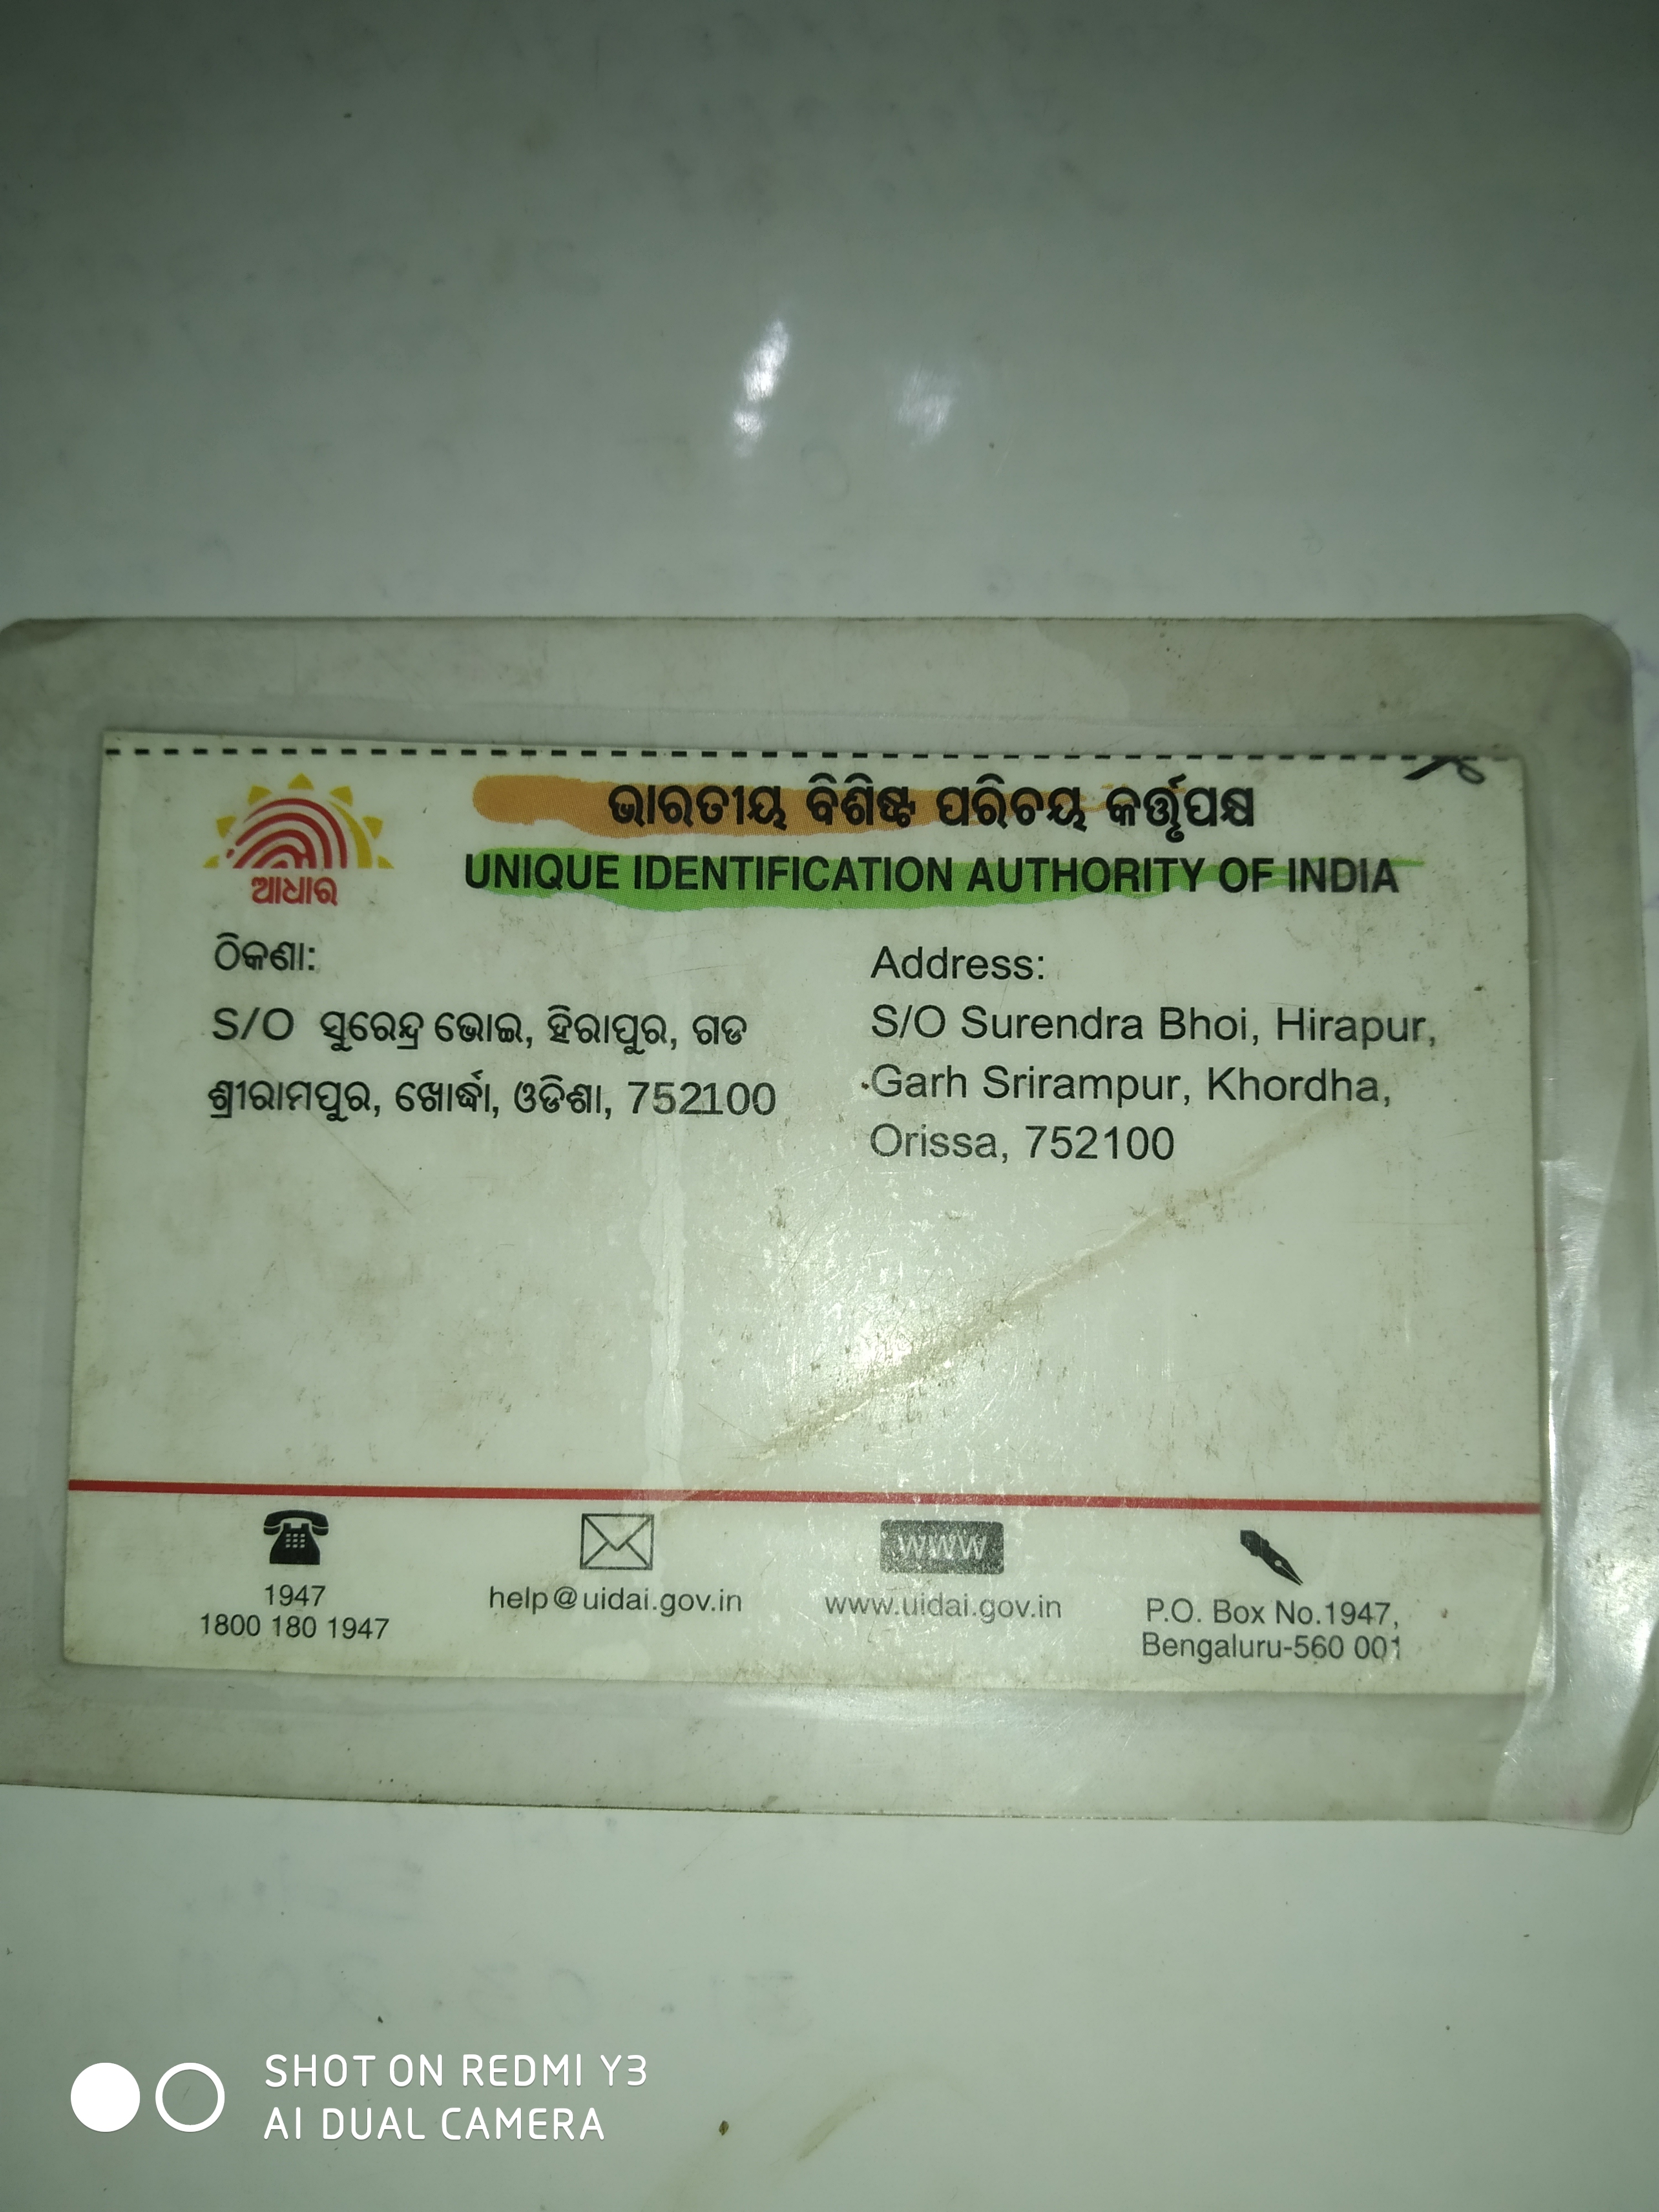 ଭାରତୀୟ ବିଶିଷ୍ଟ ପରିଚୟ କର୍ତ୍ତୃପକ୍ଷ
UNIQUE IDENTIFICATION AUTHORITY OF INDIA
ଆଧାର
ଠିକଣା:
S/O ସୁରେନ୍ଦ୍ର ଭୋଇ, ହିରାପୁର, ଗଡ
ଶ୍ରୀରାମପୁର, ଖୋର୍ଦ୍ଧା, ଓଡିଶା, 752100
Address:
S/O Surendra Bhoi, Hirapur,
Garh Srirampur, Khordha,
Orissa, 752100
1947
1800 180 1947
help@uidai.gov.in
WWW
www.uidai.gov.in
P.O. Box No.1947,
Bengaluru-560 001
SHOT ON REDMI Y3
AI DUAL CAMERA